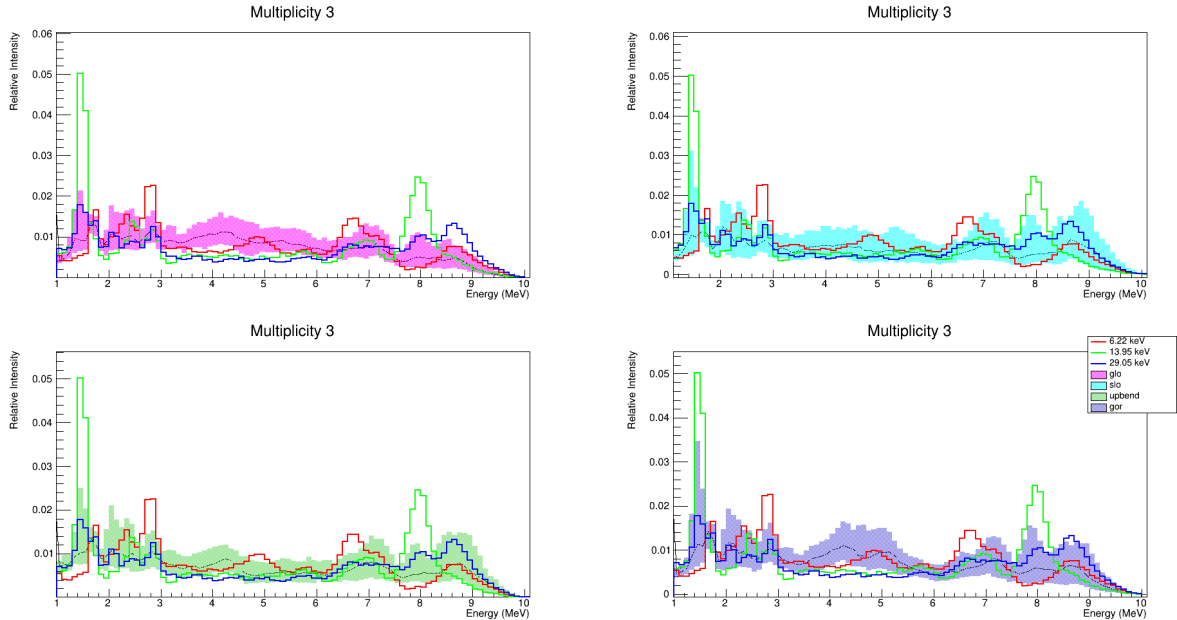 Multiplicity 3
Relative Intensity
0.06
0.05
0.04
0.03
0.02
0.01
1 2 3 4 5 6 7 8 9 10
Energy (MeV)
Multiplicity 3
Relative Intensity
0.06
0.05
0.04
0.03
0.02
0.01
0
2 3 4 5 6 7 8 9 10
Energy (MeV)
Multiplicity 3
Relative Intensity
0.05
0.04
0.03
0.02
0.01
1 2 3 4 5 6 7 8 9 10
Energy (MeV)
Multiplicity 3
Relative Intensity
0.05
0.04
0.03
0.02
0.01
0
1 2 3 4 5 6 7 8 9 10
Energy (MeV)
6.22 keV
13.95 keV
29.05 keV
glo
slo
upbend
gor